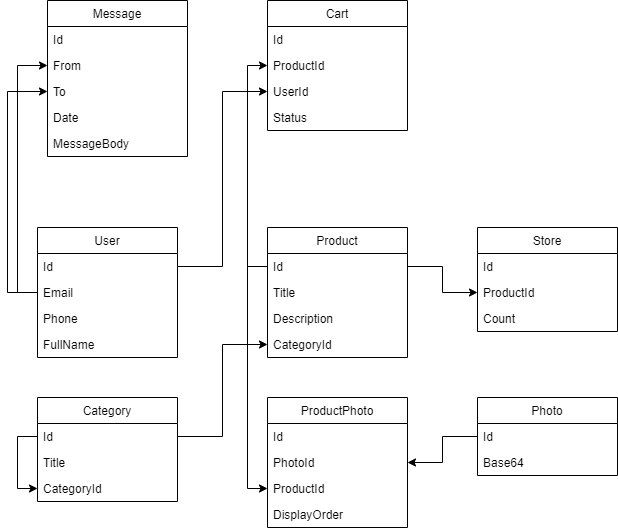 Message
Id
From
To
Date
MessageBody
Cart
Id
ProductId
UserId
Status
User
Id
Email
Phone
FullName
Product
Id
Title
Description
CategoryId
Store
Id
ProductId
Count
Category
Id
Title
CategoryId
ProductPhoto
Id
PhotoId
ProductId
DisplayOrder
Photo
Id
Base64